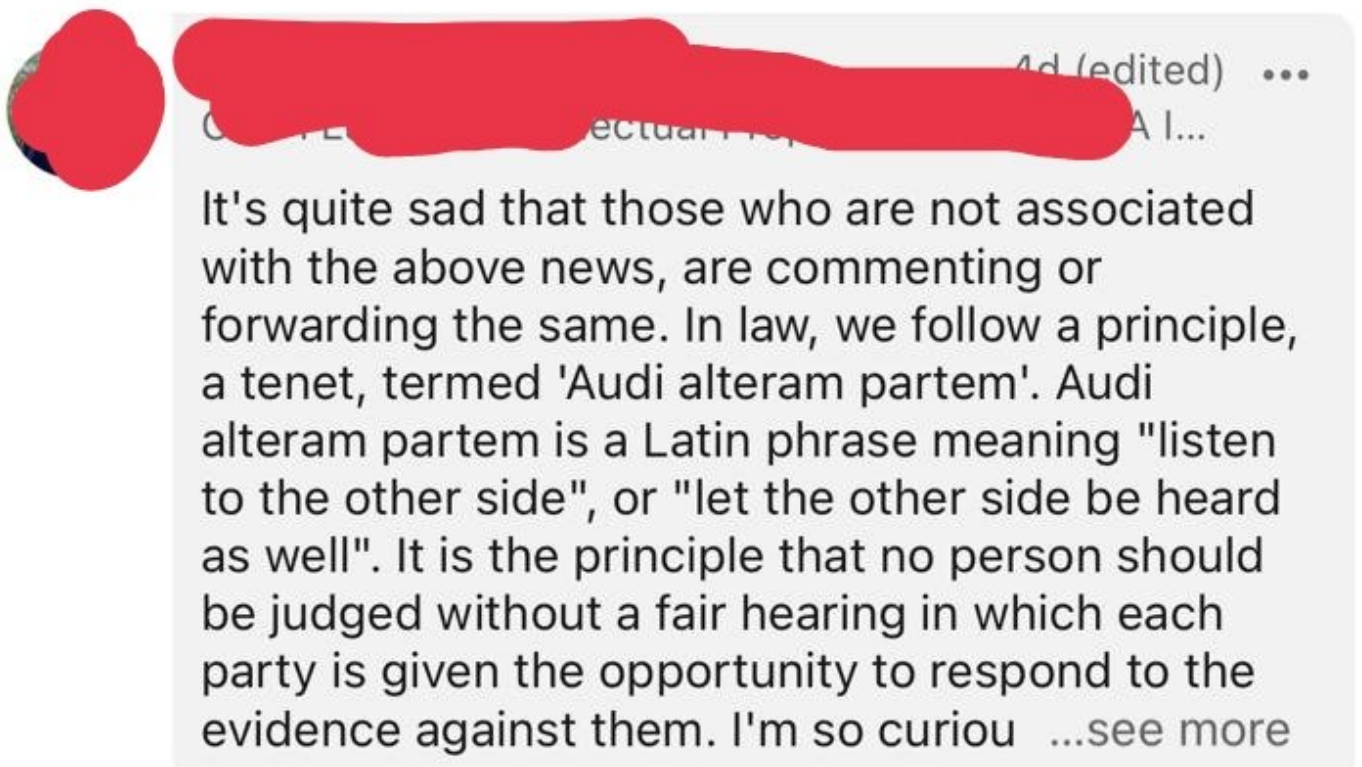 4d (edited)
It's quite sad that those who are not associated
with the above news, are commenting or
forwarding the same. In law, we follow a principle,
a tenet, termed 'Audi alteram partem'. Audi
alteram partem is a Latin phrase meaning "listen
to the other side", or "let the other side be heard
as well". It is the principle that no person should
be judged without a fair hearing in which each
party is given the opportunity to respond to the
evidence against them. I'm so curiou ...see more